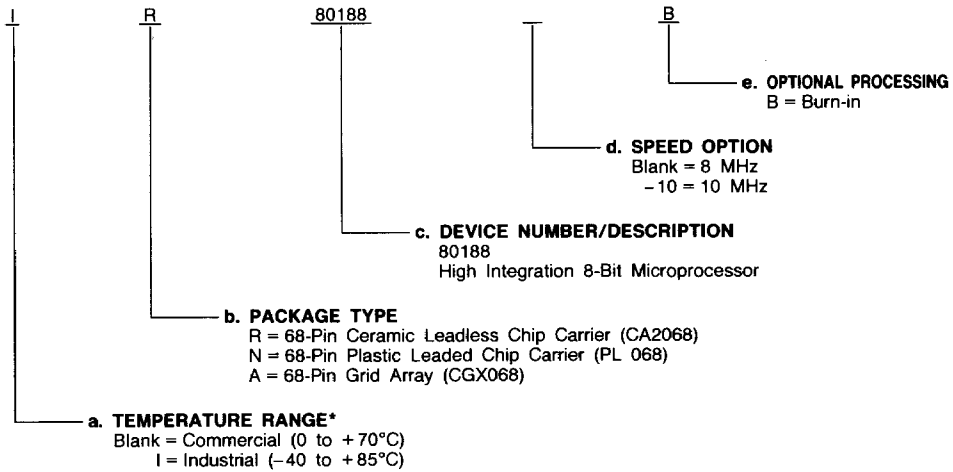 I R 80188 _ B
e. OPTIONAL PROCESSING
B = Burn-in
d. SPEED OPTION
Blank = 8 MHz
-10 = 10 MHz
c. DEVICE NUMBER/DESCRIPTION
80188
High Integration 8-Bit Microprocessor
b. PACKAGE TYPE
R = 68-Pin Ceramic Leadless Chip Carrier (CA2068)
N = 68-Pin Plastic Leaded Chip Carrier (PL 068)
A = 68-Pin Grid Array (CGX068)
a. TEMPERATURE RANGE*
Blank = Commercial (0 to +70°C)
I = Industrial (-40 to +85°C)